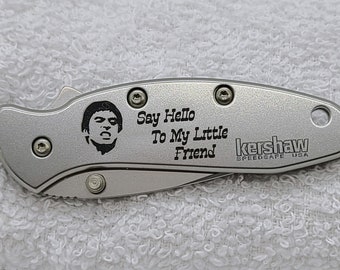 Say Hello
To My Little
Friend
kershaw
SPEEDSAFE USA